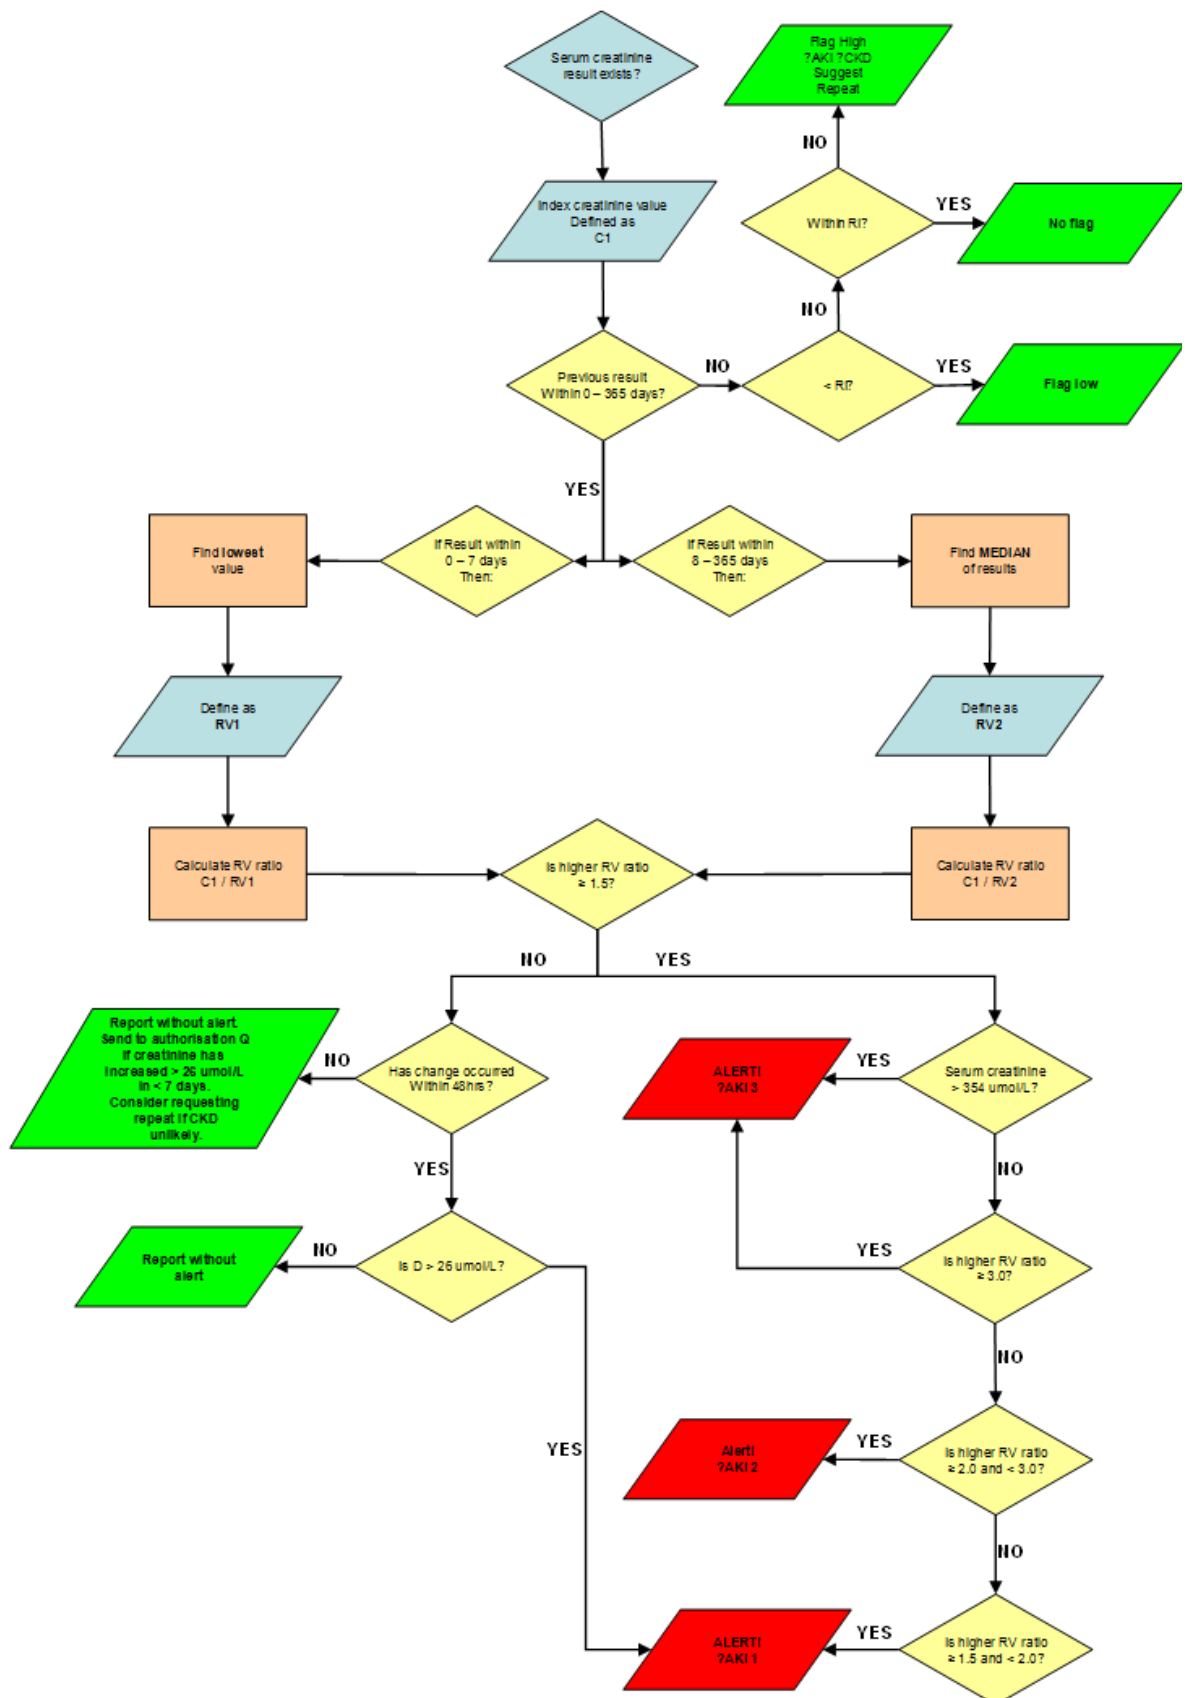 Serum creatinine
result exists?
Flag High
?AKI ?CKD
Suggest
Repeat
NO
Index creatinine value
Defined as
C1
Within RI?
YES
No flag
NO
Previous result
Within 0 – 365 days?
NO
< RI?
YES
Flag low
YES
Find lowest
value
If Result within
0 – 7 days
Then:
If Result within
8 – 365 days
Then:
Find MEDIAN
of results
Define as
RV1
Define as
RV2
Calculate RV ratio
C1 / RV1
Is higher RV ratio
≥ 1.5?
Calculate RV ratio
C1 / RV2
NO
YES
Report without alert.
Send to authorisation Q
if creatinine has
increased > 26 umol/L
in < 7 days.
Consider requesting
repeat if CKD
unlikely.
NO
Has change occurred
Within 48hrs?
ALERT!
?AKI 3
YES
Serum creatinine
> 354 umol/L?
YES
NO
Report without
alert
NO
Is D > 26 umol/L?
YES
Is higher RV ratio
≥ 3.0?
NO
YES
Alert!
?AKI 2
YES
Is higher RV ratio
≥ 2.0 and < 3.0?
NO
ALERT!
?AKI 1
YES
Is higher RV ratio
≥ 1.5 and < 2.0?